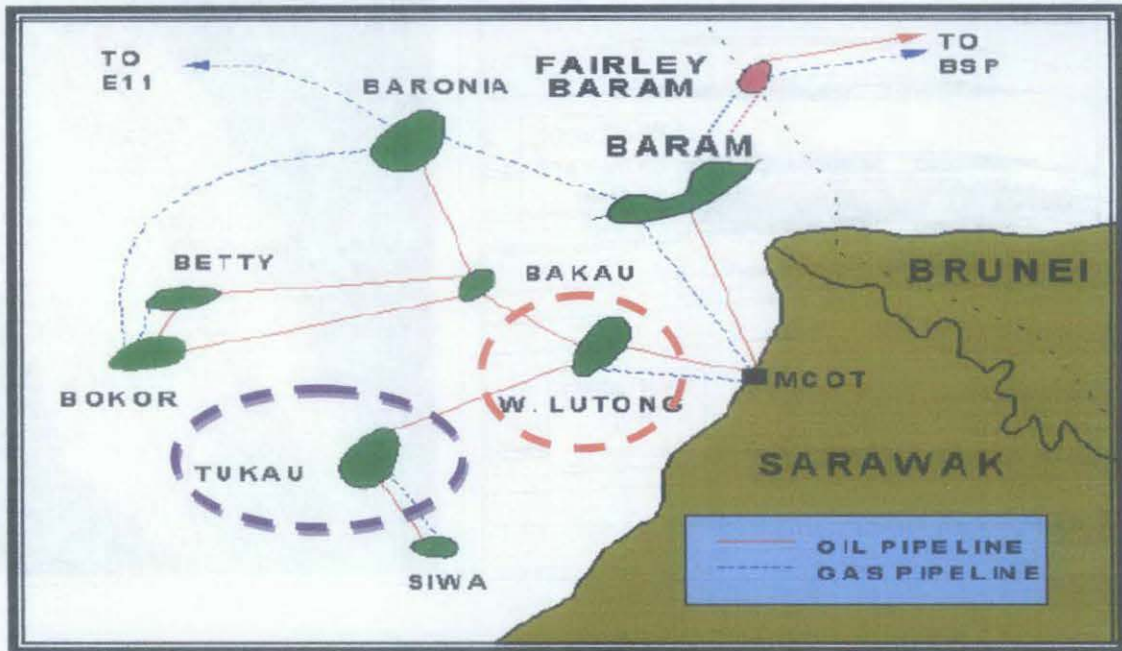 TO
E11
BARONIA
FAIRLEY
BARAM
TO
BSP
BARAM
BETTY
BAKAU
BRUNEI
BOKOR
W. LUTONG
MCOT
TUKAU
SARAWAK
SIWA
OIL PIPELINE
GAS PIPELINE